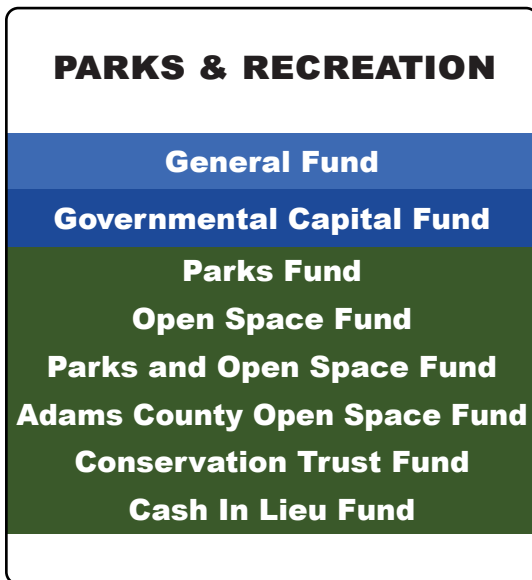 PARKS & RECREATION
General Fund
Governmental Capital Fund
Parks Fund
Open Space Fund
Parks and Open Space Fund
Adams County Open Space Fund
Conservation Trust Fund
Cash In Lieu Fund